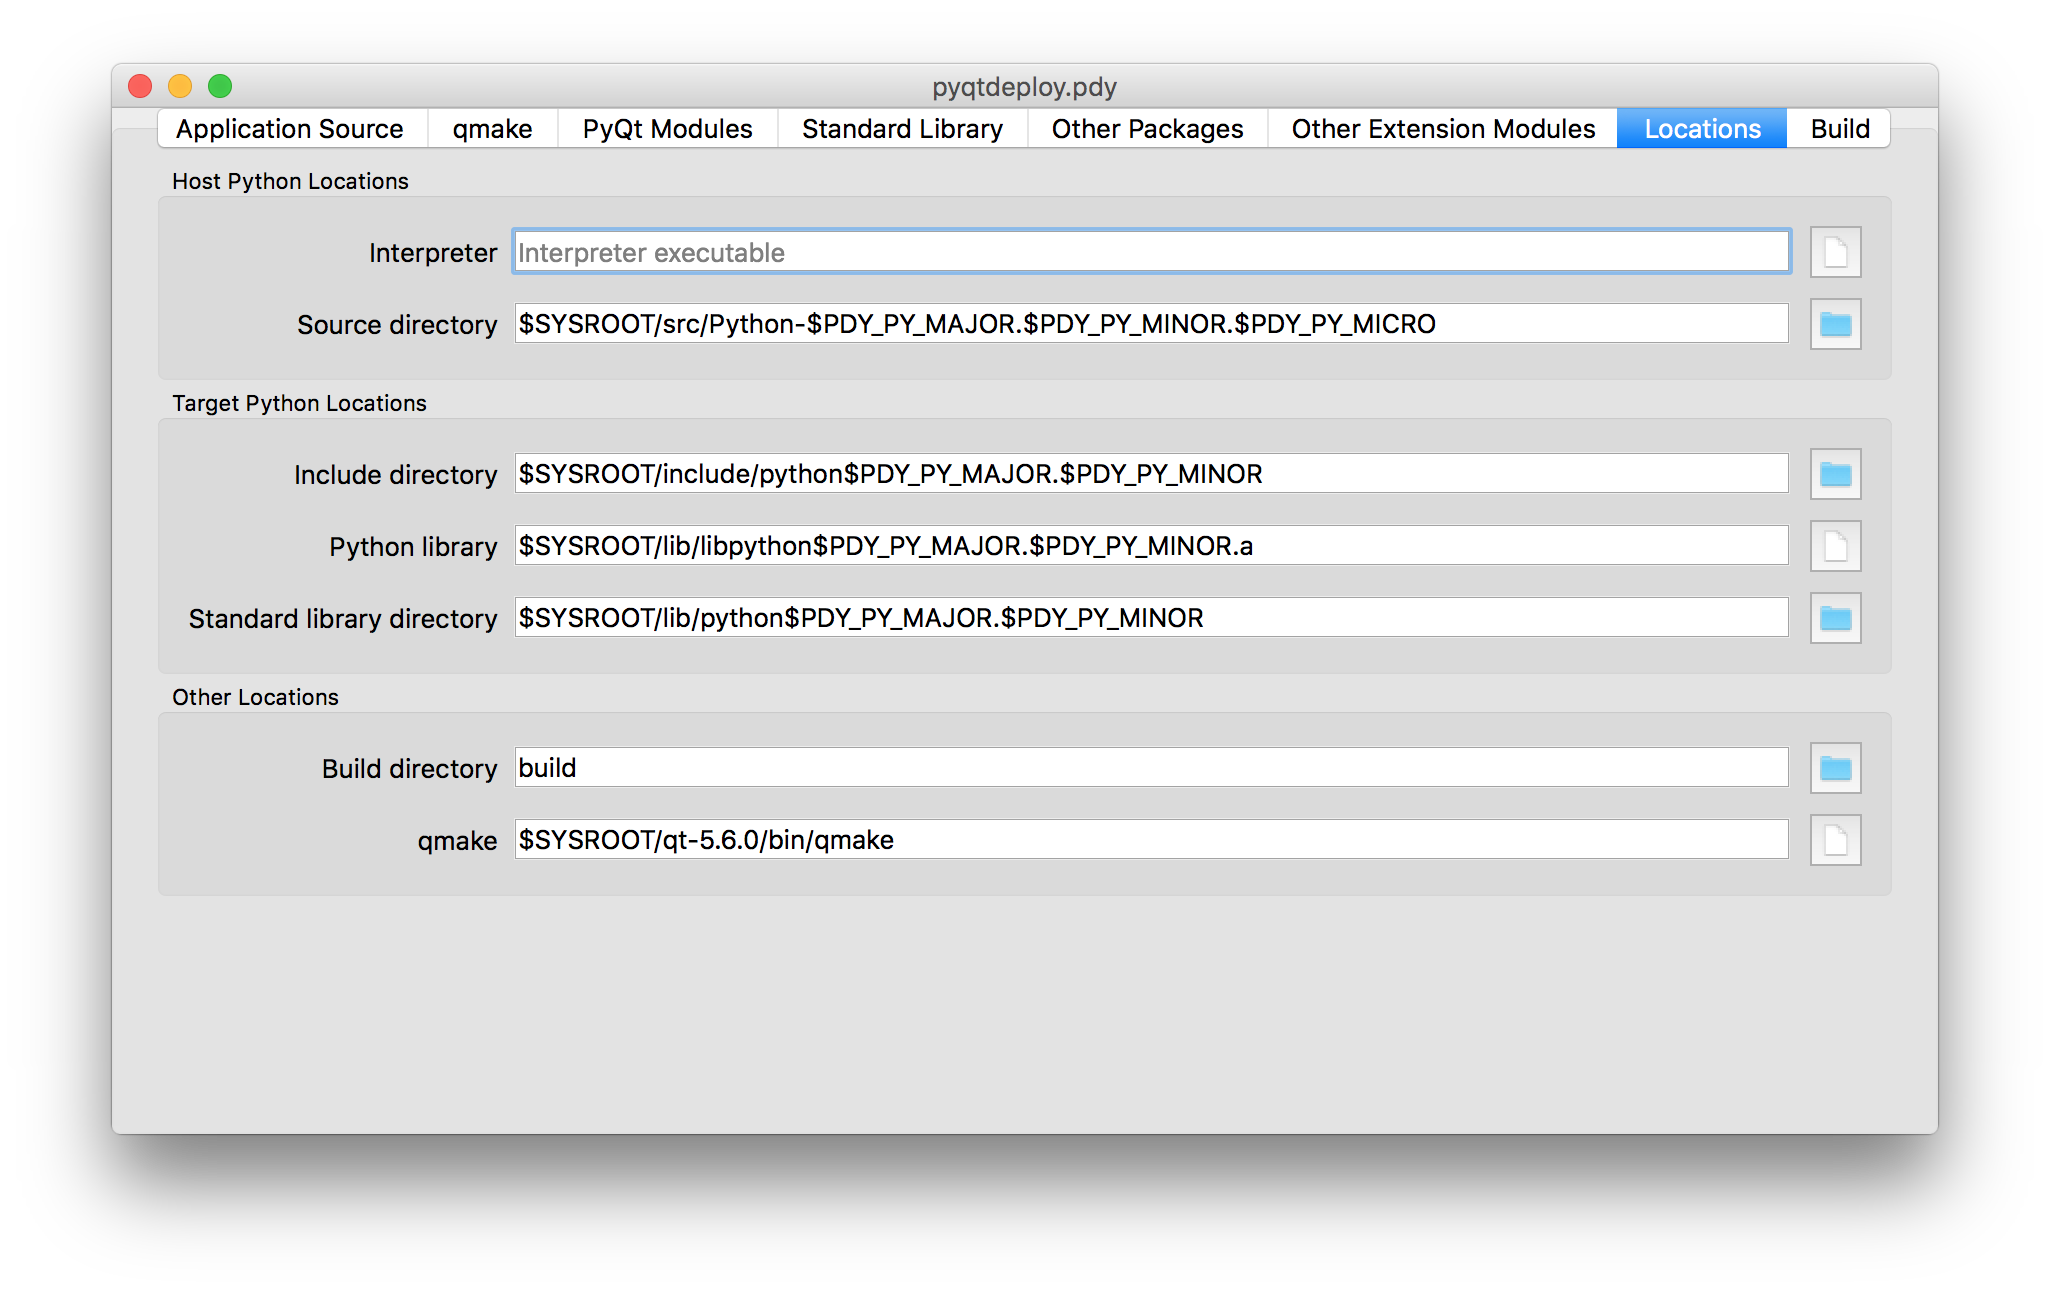 pyqtdeploy.pdy
Application Source qmake PyQt Modules Standard Library Other Packages Other Extension Modules Locations Build
Host Python Locations
Interpreter Interpreter executable
Source directory $SYSROOT/src/Python-$PDY_PY_MAJOR.$PDY_PY_MINOR.$PDY_PY_MICRO
Target Python Locations
Include directory $SYSROOT/include/python$PDY_PY_MAJOR.$PDY_PY_MINOR
Python library $SYSROOT/lib/libpython$PDY_PY_MAJOR.$PDY_PY_MINOR.a
Standard library directory $SYSROOT/lib/python$PDY_PY_MAJOR.$PDY_PY_MINOR
Other Locations
Build directory build
qmake $SYSROOT/qt-5.6.0/bin/qmake